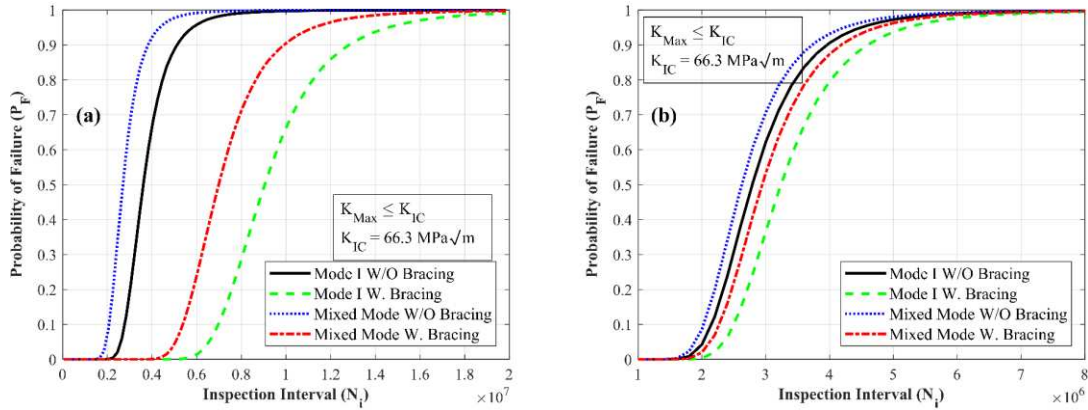 1
0.9
0.8
0.7
0.6
0.5
0.4
0.3
0.2
0.1
0
Probability of Failure (P_F)
(a)
K_Max ≤ K_IC
K_IC = 66.3 MPa√m
Mode I W/O Bracing
Mode I W. Bracing
Mixed Mode W/O Bracing
Mixed Mode W. Bracing
0 0.2 0.4 0.6 0.8 1 1.2 1.4 1.6 1.8 2
Inspection Interval (N_i)
×10^7
1
0.9
0.8
0.7
0.6
0.5
0.4
0.3
0.2
0.1
0
Probability of Failure (P_F)
K_Max ≤ K_IC
K_IC = 66.3 MPa√m
(b)
Mode I W/O Bracing
Mode I W. Bracing
Mixed Mode W/O Bracing
Mixed Mode W. Bracing
1 2 3 4 5 6 7 8
Inspection Interval (N_i)
×10^6